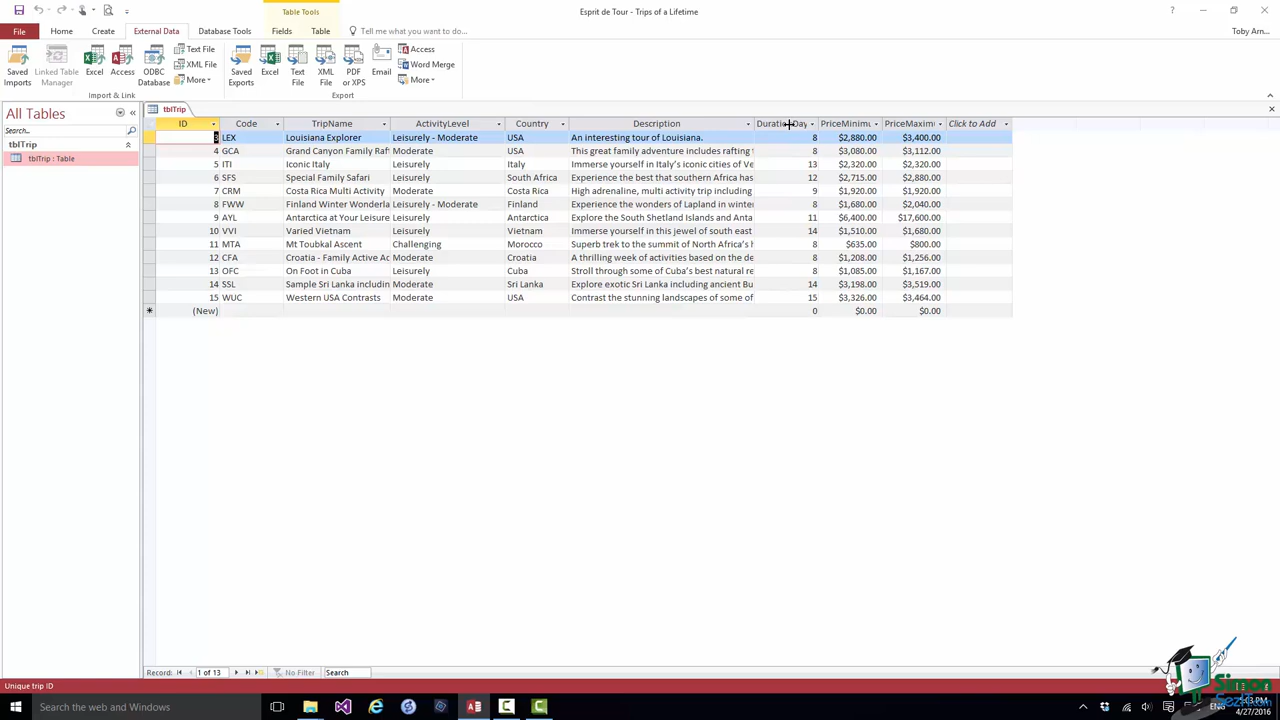 Table Tools
Esprit de Tour - Trips of a Lifetime
?
File Home Create External Data Database Tools Fields Table Tell me what you want to do... Toby Arn...
Saved Imports
Linked Table Manager
Excel
Access
ODBC Database
Text File
XML File
More
Import & Link
Saved Exports
Excel
Text File
XML File
PDF or XPS
Email
Access
Word Merge
More
Export
All Tables
Search...
tblTrip
tblTrip : Table
tblTrip
ID Code TripName ActivityLevel Country Description PriceMinimu PriceMaximu Click to Add
3 LEX Louisiana Explorer Leisurely - Moderate USA An interesting tour of Louisiana. 8 $2,880.00 $3,400.00
4 GCA Grand Canyon Family Raf Moderate USA This great family adventure includes rafting 8 $3,080.00 $3,112.00
5 ITI Iconic Italy Leisurely Italy Immerse yourself in Italy's iconic cities of Ve 13 $2,320.00 $2,320.00
6 SFS Special Family Safari Leisurely South Africa Experience the best that southern Africa has 12 $2,715.00 $2,880.00
7 CRM Costa Rica Multi Activity Moderate Costa Rica High adrenaline, multi activity trip including 9 $1,920.00 $1,920.00
8 FWW Finland Winter Wonderla Leisurely - Moderate Finland Experience the wonders of Lapland in winter 8 $1,680.00 $2,040.00
9 AYL Antarctica at Your Leisure Leisurely Antarctica Explore the South Shetland Islands and Anta 11 $6,400.00 $17,600.00
10 VVI Varied Vietnam Leisurely Vietnam Immerse yourself in this jewel of south east 14 $1,510.00 $1,680.00
11 MTA Mt Toubkal Ascent Challenging Morocco Superb trek to the summit of North Africa's h 8 $635.00 $800.00
12 CFA Croatia - Family Active Ac Moderate Croatia A thrilling week of activities based on the de 8 $1,208.00 $1,256.00
13 OFC On Foot in Cuba Leisurely Cuba Stroll through some of Cuba's best natural re 8 $1,085.00 $1,167.00
14 SSL Sample Sri Lanka includin Moderate Sri Lanka Explore exotic Sri Lanka including ancient Bu 14 $3,198.00 $3,519.00
15 WUC Western USA Contrasts Moderate USA Contrast the stunning landscapes of some of 15 $3,326.00 $3,464.00
(New) 0 $0.00 $0.00
Record: 1 of 13 No Filter Search
Unique trip ID
Simon
Search the web and Windows
4/27/2016